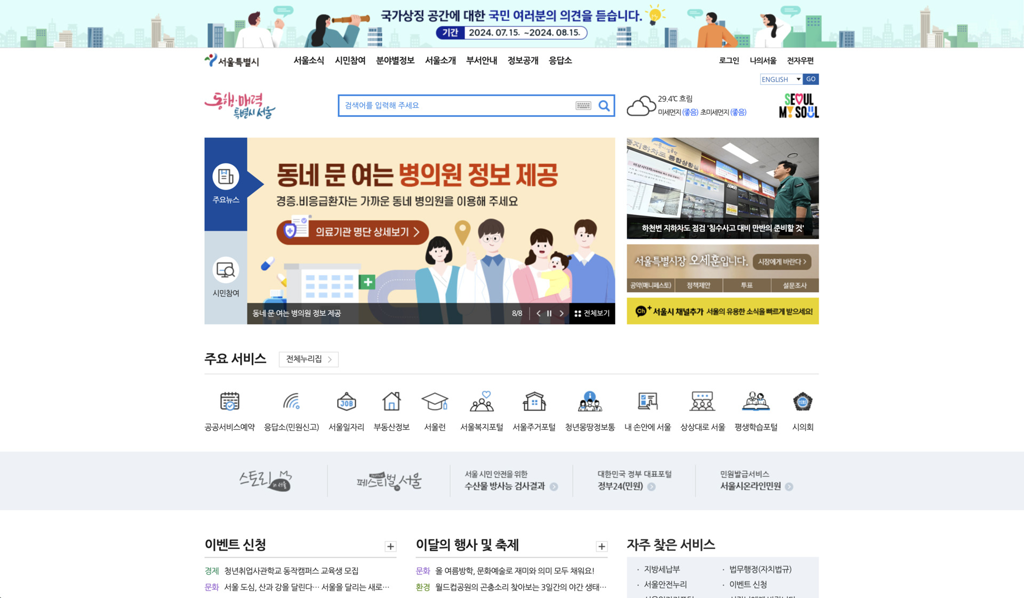 국가상징 공간에 대한 국민 여러분의 의견을 듣습니다.
기간 2024. 07.15. ~2024. 08.15.
서울특별시
서울소식 시민참여 분야별정보 서울소개 부서안내 정보공개 응답소
로그인 나의서울 전자우편
ENGLISH GO
동행·매력
특별시 서울
검색어를 입력해 주세요
29.4℃ 흐림
미세먼지 (좋음) 초미세먼지 (좋음)
SEOUL
MY SOUL
주요뉴스
시민참여
동네 문 여는 병의원 정보 제공
경증·비응급환자는 가까운 동네 병의원을 이용해 주세요
의료기관 명단 상세보기 >
동네 문 여는 병의원 정보 제공
8/8
전체보기
하천변 지하차도 점검 '침수사고 대비 만반의 준비할 것'
서울특별시장 오세훈입니다.
시장에게 바란다 >
공약(매니페스토) 정책제안 투표 설문조사
Ch+ 서울시 채널추가 서울의 유용한 소식을 빠르게 받으세요!
주요 서비스
전체누리집 >
JOB
공공서비스예약 응답소(민원신고) 서울일자리 부동산정보 서울런 서울복지포털 서울주거포털 청년몽땅정보통 내 손안에 서울 상상대로 서울 평생학습포털 시의회
스토리 in 서울
페스티벌 서울
서울 시민 안전을 위한
수산물 방사능 검사결과
대한민국 정부 대표포털
정부24(민원)
민원발급서비스
서울시온라인민원
이벤트 신청 +
경제 청년취업사관학교 동작캠퍼스 교육생 모집
문화 서울 도심, 산과 강을 달린다… 서울을 달리는 새로…
이달의 행사 및 축제 +
문화 올 여름방학, 문화예술로 재미와 의미 모두 채워요!
환경 월드컵공원의 곤충소리 찾아보는 3일간의 야간 생태…
자주 찾은 서비스
· 지방세납부
· 법무행정(자치법규)
· 서울안전누리
· 이벤트 신청